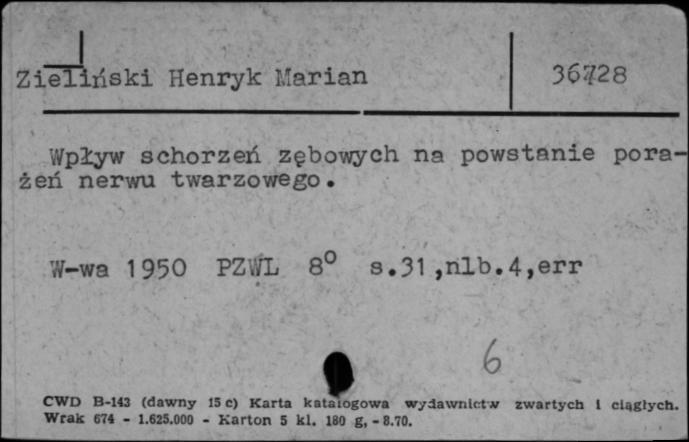 Zieliński Henryk Marian 36728
Wpływ schorzeń zębowych na powstanie pora-
żeń nerwu twarzowego.
W-wa 1950 PZWL 8° s.31,nlb.4,err
6
CWD B-143 (dawny 15 c) Karta katalogowa wydawnictw zwartych i ciągłych.
Wrak 674 - 1.625.000 - Karton 5 kl. 180 g, - 8.70.